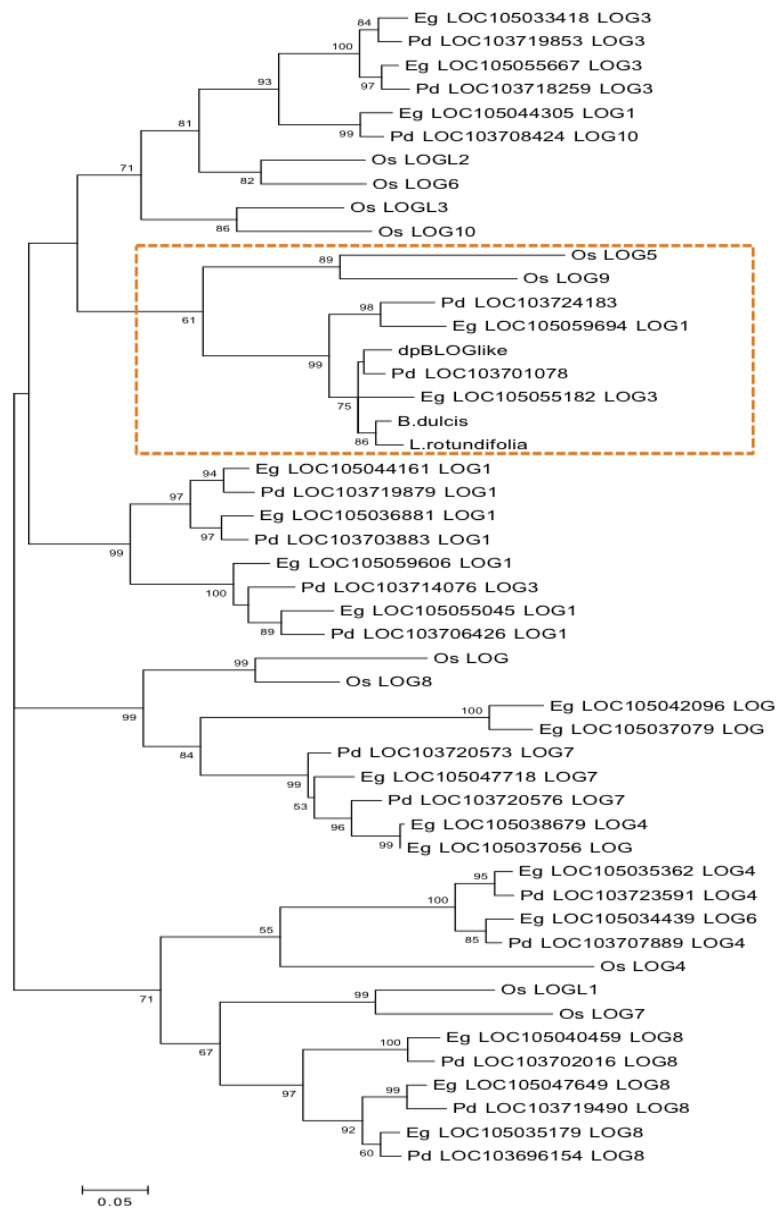 84
Eg LOC105033418 LOG3
Pd LOC103719853 LOG3
100
Eg LOC105055667 LOG3
97
Pd LOC103718259 LOG3
93
Eg LOC105044305 LOG1
99
Pd LOC103708424 LOG10
81
Os LOGL2
82
Os LOG6
71
Os LOGL3
86
Os LOG10
89
Os LOG5
Os LOG9
61
98
Pd LOC103724183
Eg LOC105059694 LOG1
99
dpBLOGlike
Pd LOC103701078
75
Eg LOC105055182 LOG3
B.dulcis
86
L.rotundifolia
94
Eg LOC105044161 LOG1
Pd LOC103719879 LOG1
97
Eg LOC105036881 LOG1
97
Pd LOC103703883 LOG1
99
Eg LOC105059606 LOG1
100
Pd LOC103714076 LOG3
Eg LOC105055045 LOG1
89
Pd LOC103706426 LOG1
99
Os LOG
Os LOG8
99
100
Eg LOC105042096 LOG
Eg LOC105037079 LOG
84
Pd LOC103720573 LOG7
99
Eg LOC105047718 LOG7
53
Pd LOC103720576 LOG7
96
Eg LOC105038679 LOG4
99
Eg LOC105037056 LOG
95
Eg LOC105035362 LOG4
Pd LOC103723591 LOG4
100
Eg LOC105034439 LOG6
85
Pd LOC103707889 LOG4
55
Os LOG4
71
99
Os LOGL1
Os LOG7
67
100
Eg LOC105040459 LOG8
Pd LOC103702016 LOG8
97
99
Eg LOC105047649 LOG8
Pd LOC103719490 LOG8
92
Eg LOC105035179 LOG8
60
Pd LOC103696154 LOG8
0.05